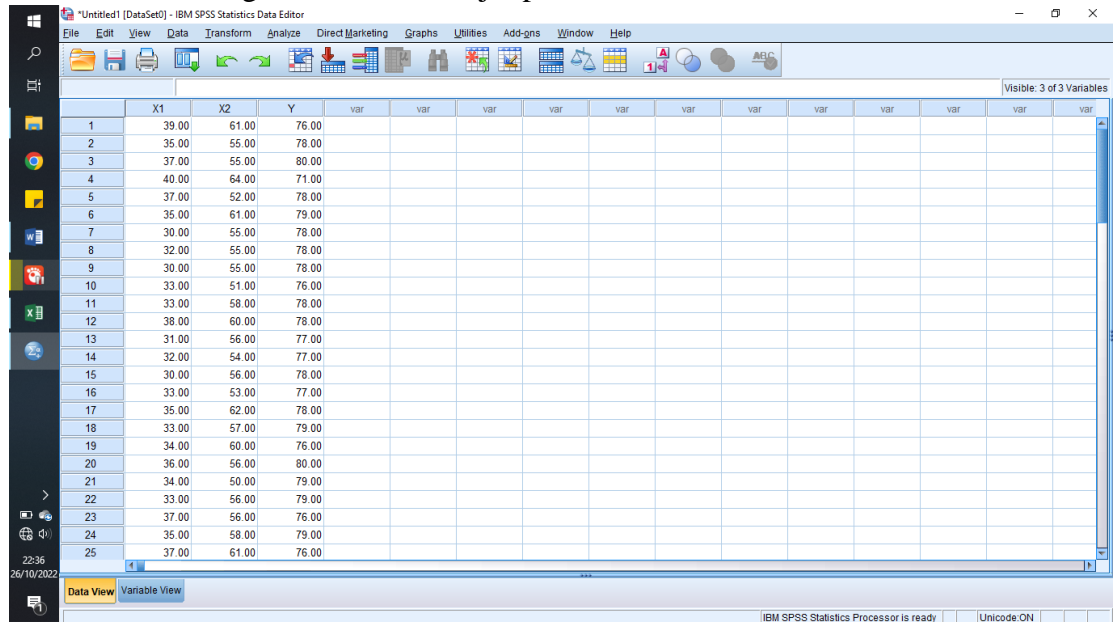 *Untitled1 [DataSet0] - IBM SPSS Statistics Data Editor
File Edit View Data Transform Analyze Direct Marketing Graphs Utilities Add-ons Window Help
Visible: 3 of 3 Variables
X1 X2 Y var var var var var var var var var var var
1 39.00 61.00 76.00
2 35.00 55.00 78.00
3 37.00 55.00 80.00
4 40.00 64.00 71.00
5 37.00 52.00 78.00
6 35.00 61.00 79.00
7 30.00 55.00 78.00
8 32.00 55.00 78.00
9 30.00 55.00 78.00
10 33.00 51.00 76.00
11 33.00 58.00 78.00
12 38.00 60.00 78.00
13 31.00 56.00 77.00
14 32.00 54.00 77.00
15 30.00 56.00 78.00
16 33.00 53.00 77.00
17 35.00 62.00 78.00
18 33.00 57.00 79.00
19 34.00 60.00 76.00
20 36.00 56.00 80.00
21 34.00 50.00 79.00
22 33.00 56.00 79.00
23 37.00 56.00 76.00
24 35.00 58.00 79.00
25 37.00 61.00 76.00
22:36
26/10/2022
Data View Variable View
IBM SPSS Statistics Processor is ready Unicode:ON